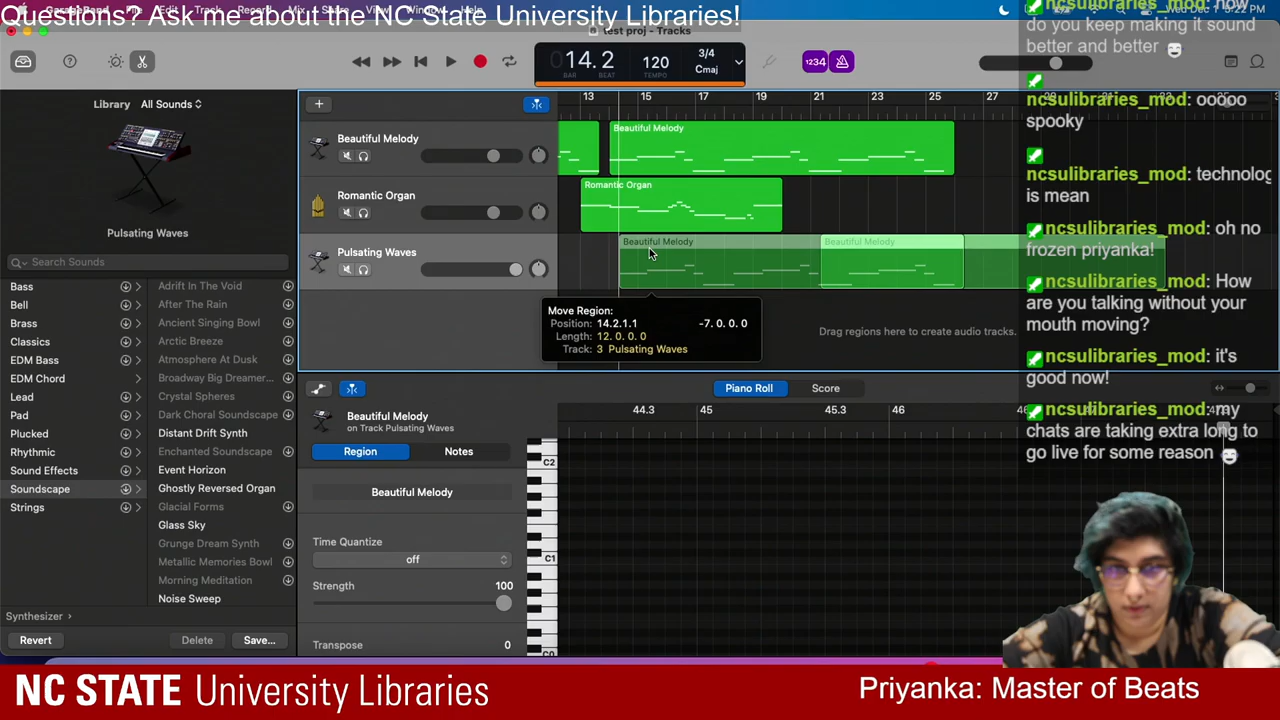 Questions? Ask me about the NC State University Libraries!
test proj - Tracks
14.2
BAR
BEAT
120
TEMPO
3/4
Cmaj
1234
Library
All Sounds
Pulsating Waves
Search Sounds
Bass
Bell
Brass
Classics
EDM Bass
EDM Chord
Lead
Pad
Plucked
Rhythmic
Sound Effects
Soundscape
Strings
Adrift In The Void
After The Rain
Ancient Singing Bowl
Arctic Breeze
Atmosphere At Dusk
Broadway Big Dreamer...
Crystal Spheres
Dark Choral Soundscape
Distant Drift Synth
Enchanted Soundscape
Event Horizon
Ghostly Reversed Organ
Glacial Forms
Glass Sky
Grunge Dream Synth
Metallic Memories Bowl
Morning Meditation
Noise Sweep
Synthesizer
Revert
Delete
Save...
13 15 17 19 21 23 25 27
Beautiful Melody
Romantic Organ
Pulsating Waves
Beautiful Melody
Romantic Organ
Beautiful Melody
Beautiful Melody
Move Region:
Position: 14.2.1.1 -7. 0. 0. 0
Length: 12. 0. 0. 0
Track: 3 Pulsating Waves
Drag regions here to create audio tracks.
Piano Roll
Score
Beautiful Melody
on Track Pulsating Waves
Region
Notes
Beautiful Melody
Time Quantize
off
Strength
100
Transpose
0
44.3 45 45.3 46
C2
C1
C0
ncsulibraries_mod: how
do you keep making it sound
better and better
ncsulibraries_mod: ooooo
spooky
ncsulibraries_mod: technolog
is mean
ncsulibraries_mod: oh no
frozen priyanka!
ncsulibraries_mod: How
are you talking without your
mouth moving?
ncsulibraries_mod: it's
good now!
ncsulibraries_mod: my
chats are taking extra long to
go live for some reason
NC STATE University Libraries
Priyanka: Master of Beats